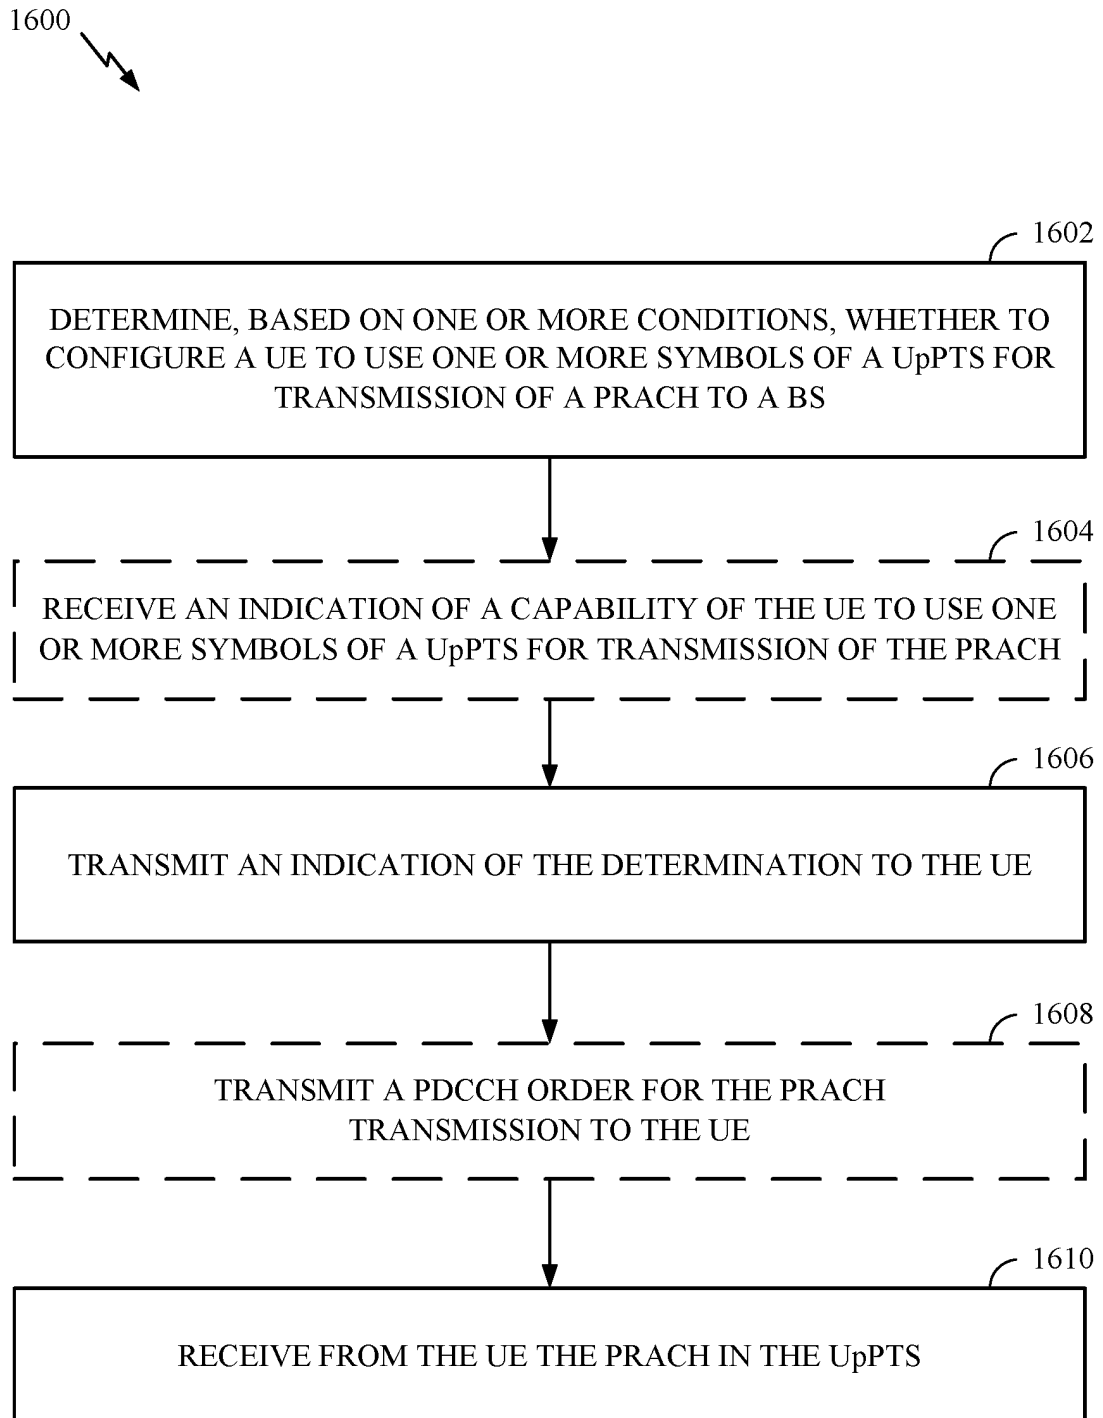 1600
1602
DETERMINE, BASED ON ONE OR MORE CONDITIONS, WHETHER TO
CONFIGURE A UE TO USE ONE OR MORE SYMBOLS OF A UpPTS FOR
TRANSMISSION OF A PRACH TO A BS
1604
RECEIVE AN INDICATION OF A CAPABILITY OF THE UE TO USE ONE
OR MORE SYMBOLS OF A UpPTS FOR TRANSMISSION OF THE PRACH
1606
TRANSMIT AN INDICATION OF THE DETERMINATION TO THE UE
1608
TRANSMIT A PDCCH ORDER FOR THE PRACH
TRANSMISSION TO THE UE
1610
RECEIVE FROM THE UE THE PRACH IN THE UpPTS